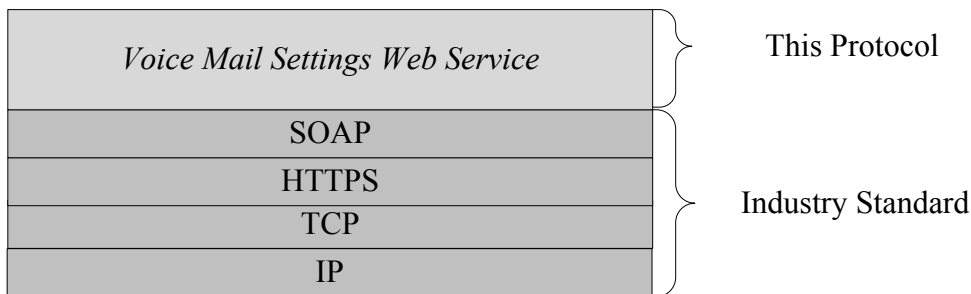 Voice Mail Settings Web Service
This Protocol
SOAP
HTTPS
TCP
IP
Industry Standard